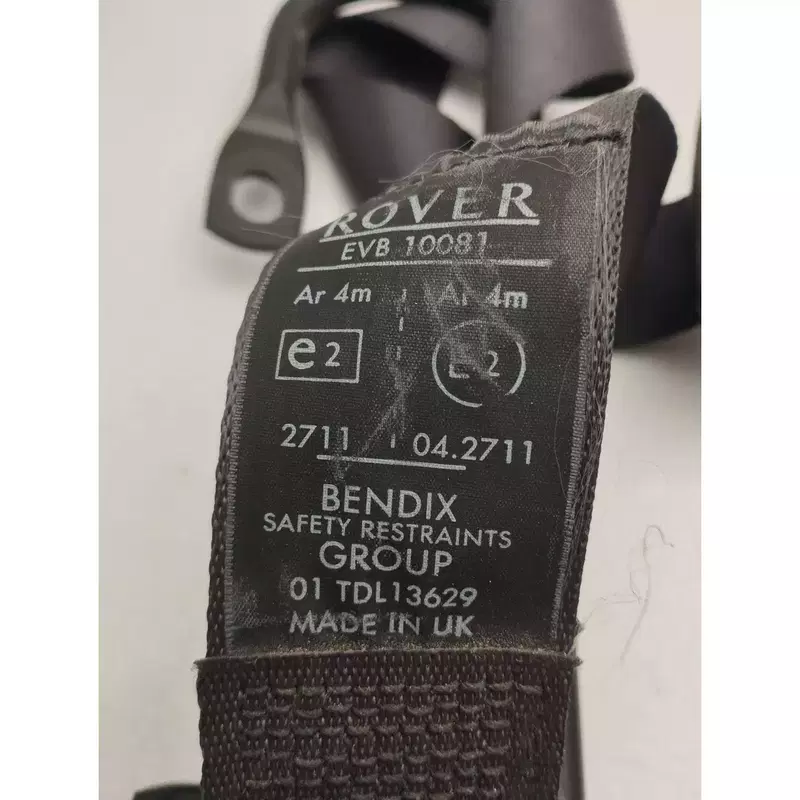 ROVER
EVB 10081
Ar 4m Ar 4m
e2 E2
2711 04.2711
BENDIX
SAFETY RESTRAINTS
GROUP
01 TDL13629
MADE IN UK